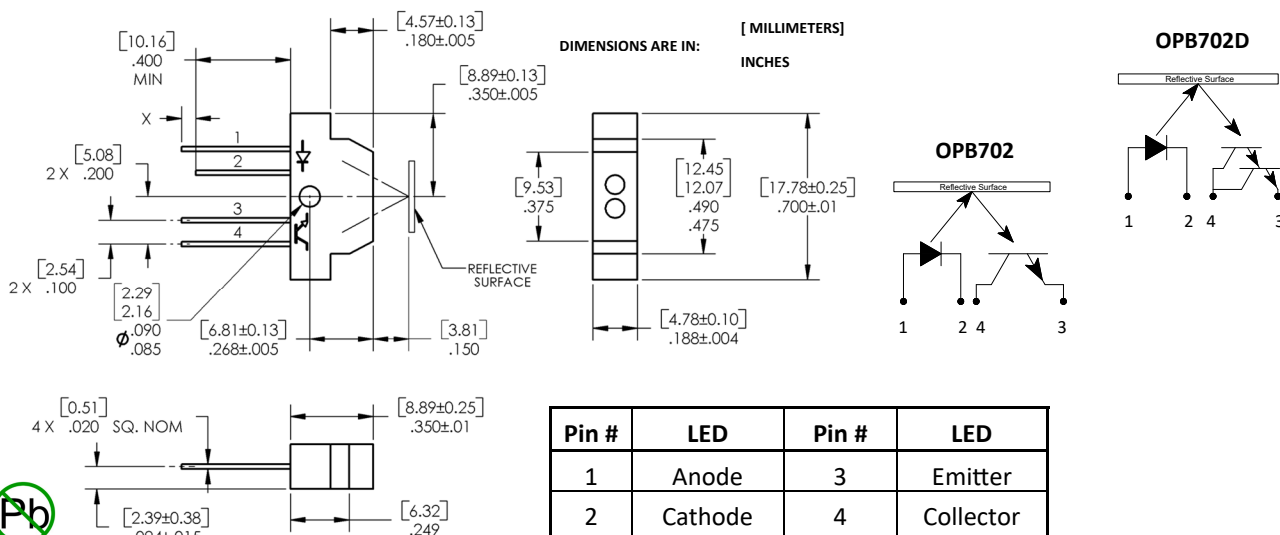 [4.57±0.13]
.180±.005
[10.16]
.400
MIN
[8.89±0.13]
.350±.005
X
1
2
3
4
[5.08]
2 X .200
[2.54]
2 X .100
[2.29]
[2.16]
ø .090
.085
[6.81±0.13]
.268±.005
[3.81]
.150
REFLECTIVE
SURFACE
DIMENSIONS ARE IN:
[ MILLIMETERS]
INCHES
[9.53]
.375
[12.45]
[12.07]
.490
.475
[17.78±0.25]
.700±.01
[4.78±0.10]
.188±.004
OPB702
Reflective Surface
1 2 4 3
OPB702D
Reflective Surface
1 2 4 3
[0.51]
4 X .020 SQ. NOM
[8.89±0.25]
.350±.01
[2.39±0.38]
[6.32]
.249
Pb
Pin # LED Pin # LED
1 Anode 3 Emitter
2 Cathode 4 Collector